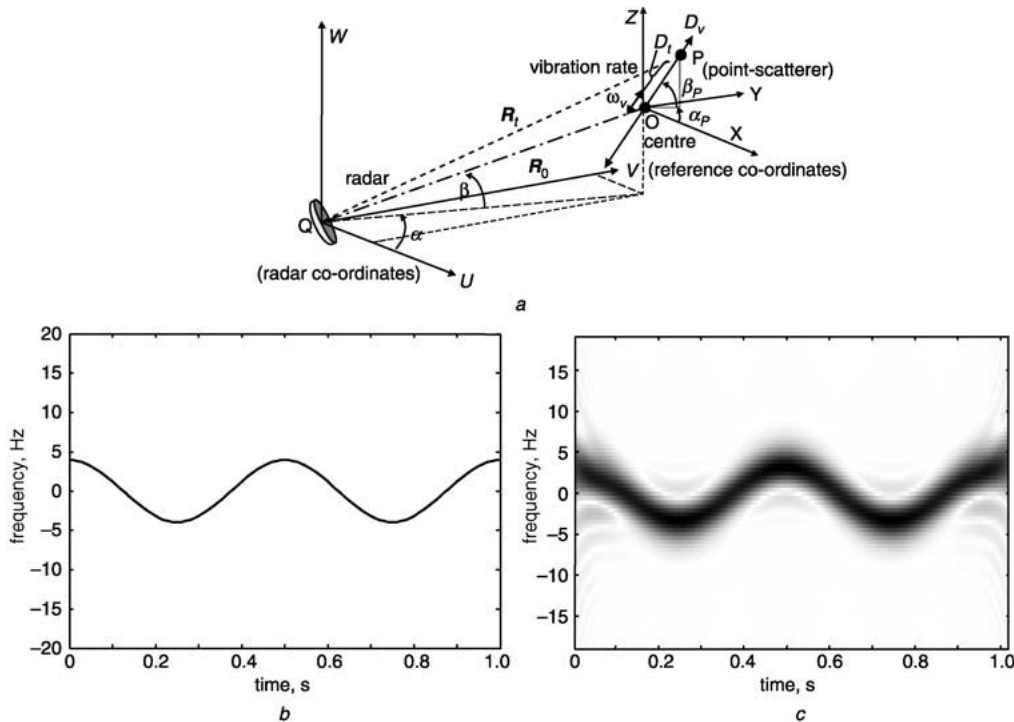 W
Z
D_v
D_t
P
vibration rate
(point-scatterer)
β_P
Y
ω_v
R_t
α_P
O
X
centre
radar
R_0
V
(reference co-ordinates)
β
Q
α
(radar co-ordinates)
U
a
20
15
10
5
0
−5
−10
−15
−20
frequency, Hz
0
0.2
0.4
0.6
0.8
1.0
time, s
b
15
10
5
0
−5
−10
−15
frequency, Hz
0
0.2
0.4
0.6
0.8
1.0
time, s
c